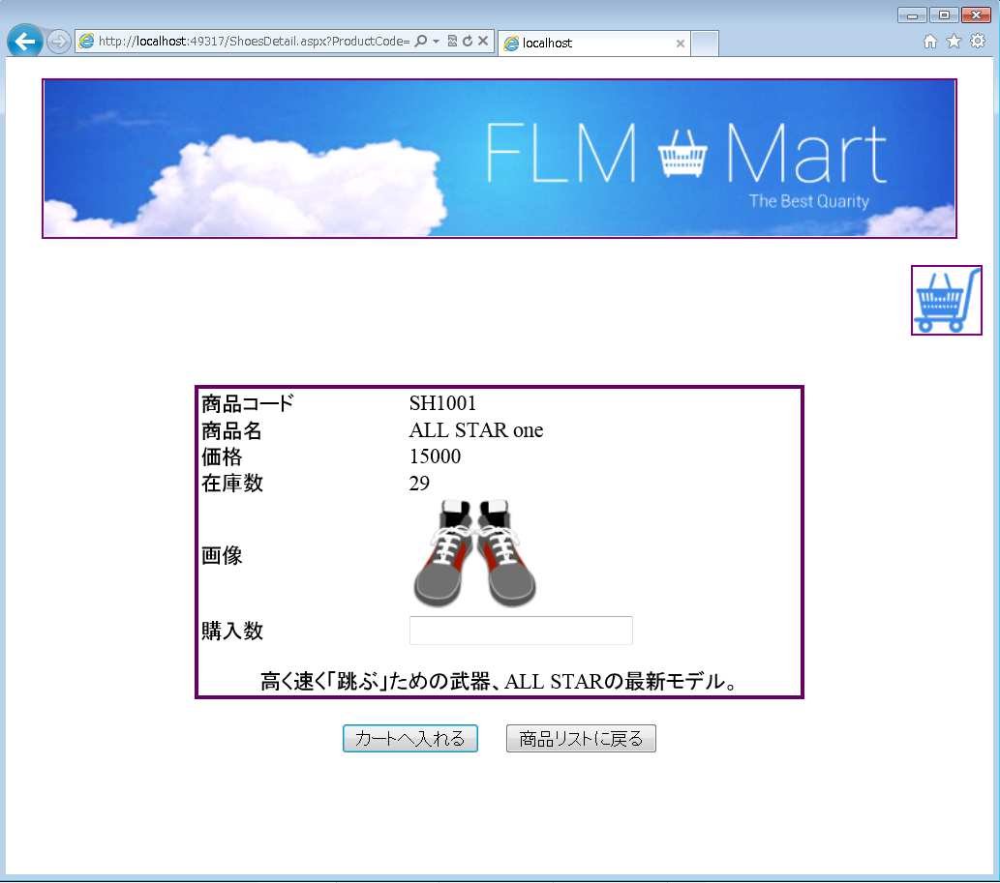 http://localhost:49317/ShoesDetail.aspx?ProductCode=
localhost
FLM Mart
The Best Quarity
商品コード SH1001
商品名 ALL STAR one
価格 15000
在庫数 29
画像
購入数
高く速く「跳ぶ」ための武器、ALL STARの最新モデル。
カートへ入れる 商品リストに戻る